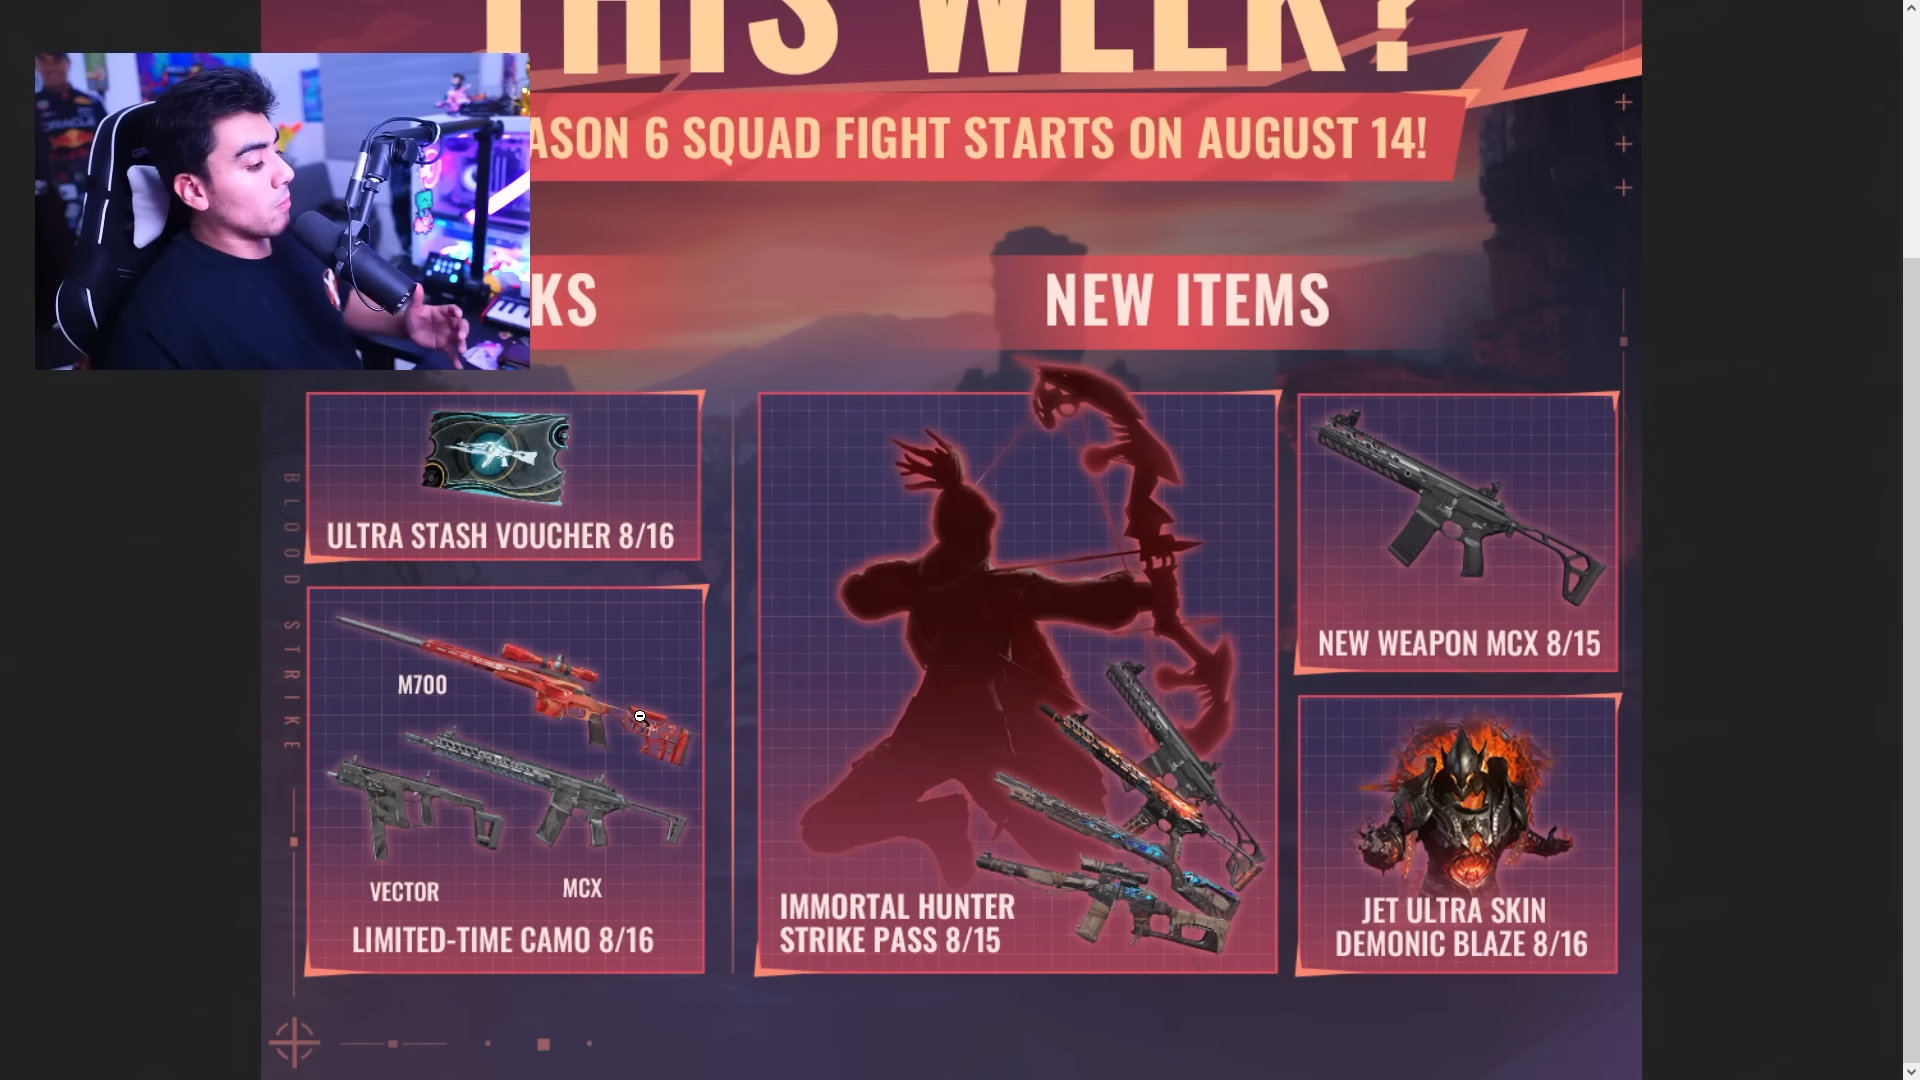 THIS WEEK?
ASON 6 SQUAD FIGHT STARTS ON AUGUST 14!
KS
NEW ITEMS
ULTRA STASH VOUCHER 8/16
M700
VECTOR
MCX
LIMITED-TIME CAMO 8/16
IMMORTAL HUNTER
STRIKE PASS 8/15
NEW WEAPON MCX 8/15
JET ULTRA SKIN
DEMONIC BLAZE 8/16
BLOOD STRIKE
ORACLE